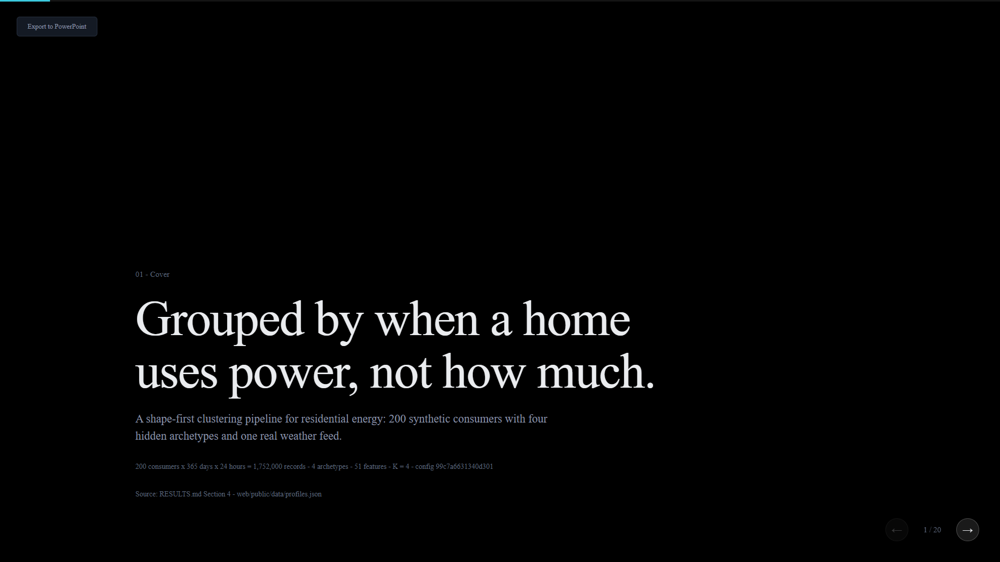 Export to PowerPoint
01 - Cover
Grouped by when a home
uses power, not how much.
A shape-first clustering pipeline for residential energy: 200 synthetic consumers with four
hidden archetypes and one real weather feed.
200 consumers x 365 days x 24 hours = 1,752,000 records - 4 archetypes - 51 features - K = 4 - config 99c7a6631340d301
Source: RESULTS.md Section 4 - web/public/data/profiles.json
← 1 / 20 →